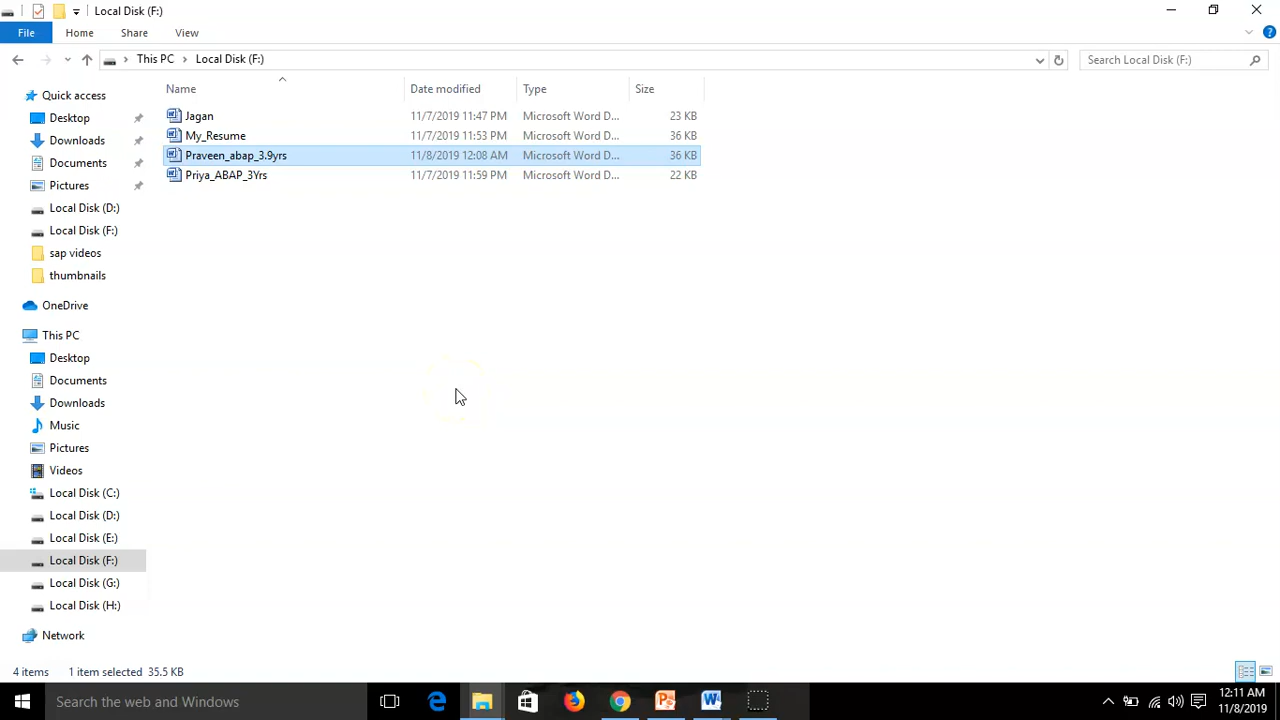 Local Disk (F:)
File Home Share View
This PC Local Disk (F:) Search Local Disk (F:)
Name Date modified Type Size
Jagan 11/7/2019 11:47 PM Microsoft Word D... 23 KB
My_Resume 11/7/2019 11:53 PM Microsoft Word D... 36 KB
Praveen_abap_3.9yrs 11/8/2019 12:08 AM Microsoft Word D... 36 KB
Priya_ABAP_3Yrs 11/7/2019 11:59 PM Microsoft Word D... 22 KB
Quick access
Desktop
Downloads
Documents
Pictures
Local Disk (D:)
Local Disk (F:)
sap videos
thumbnails
OneDrive
This PC
Desktop
Documents
Downloads
Music
Pictures
Videos
Local Disk (C:)
Local Disk (D:)
Local Disk (E:)
Local Disk (F:)
Local Disk (G:)
Local Disk (H:)
Network
4 items 1 item selected 35.5 KB
Search the web and Windows
12:11 AM
11/8/2019